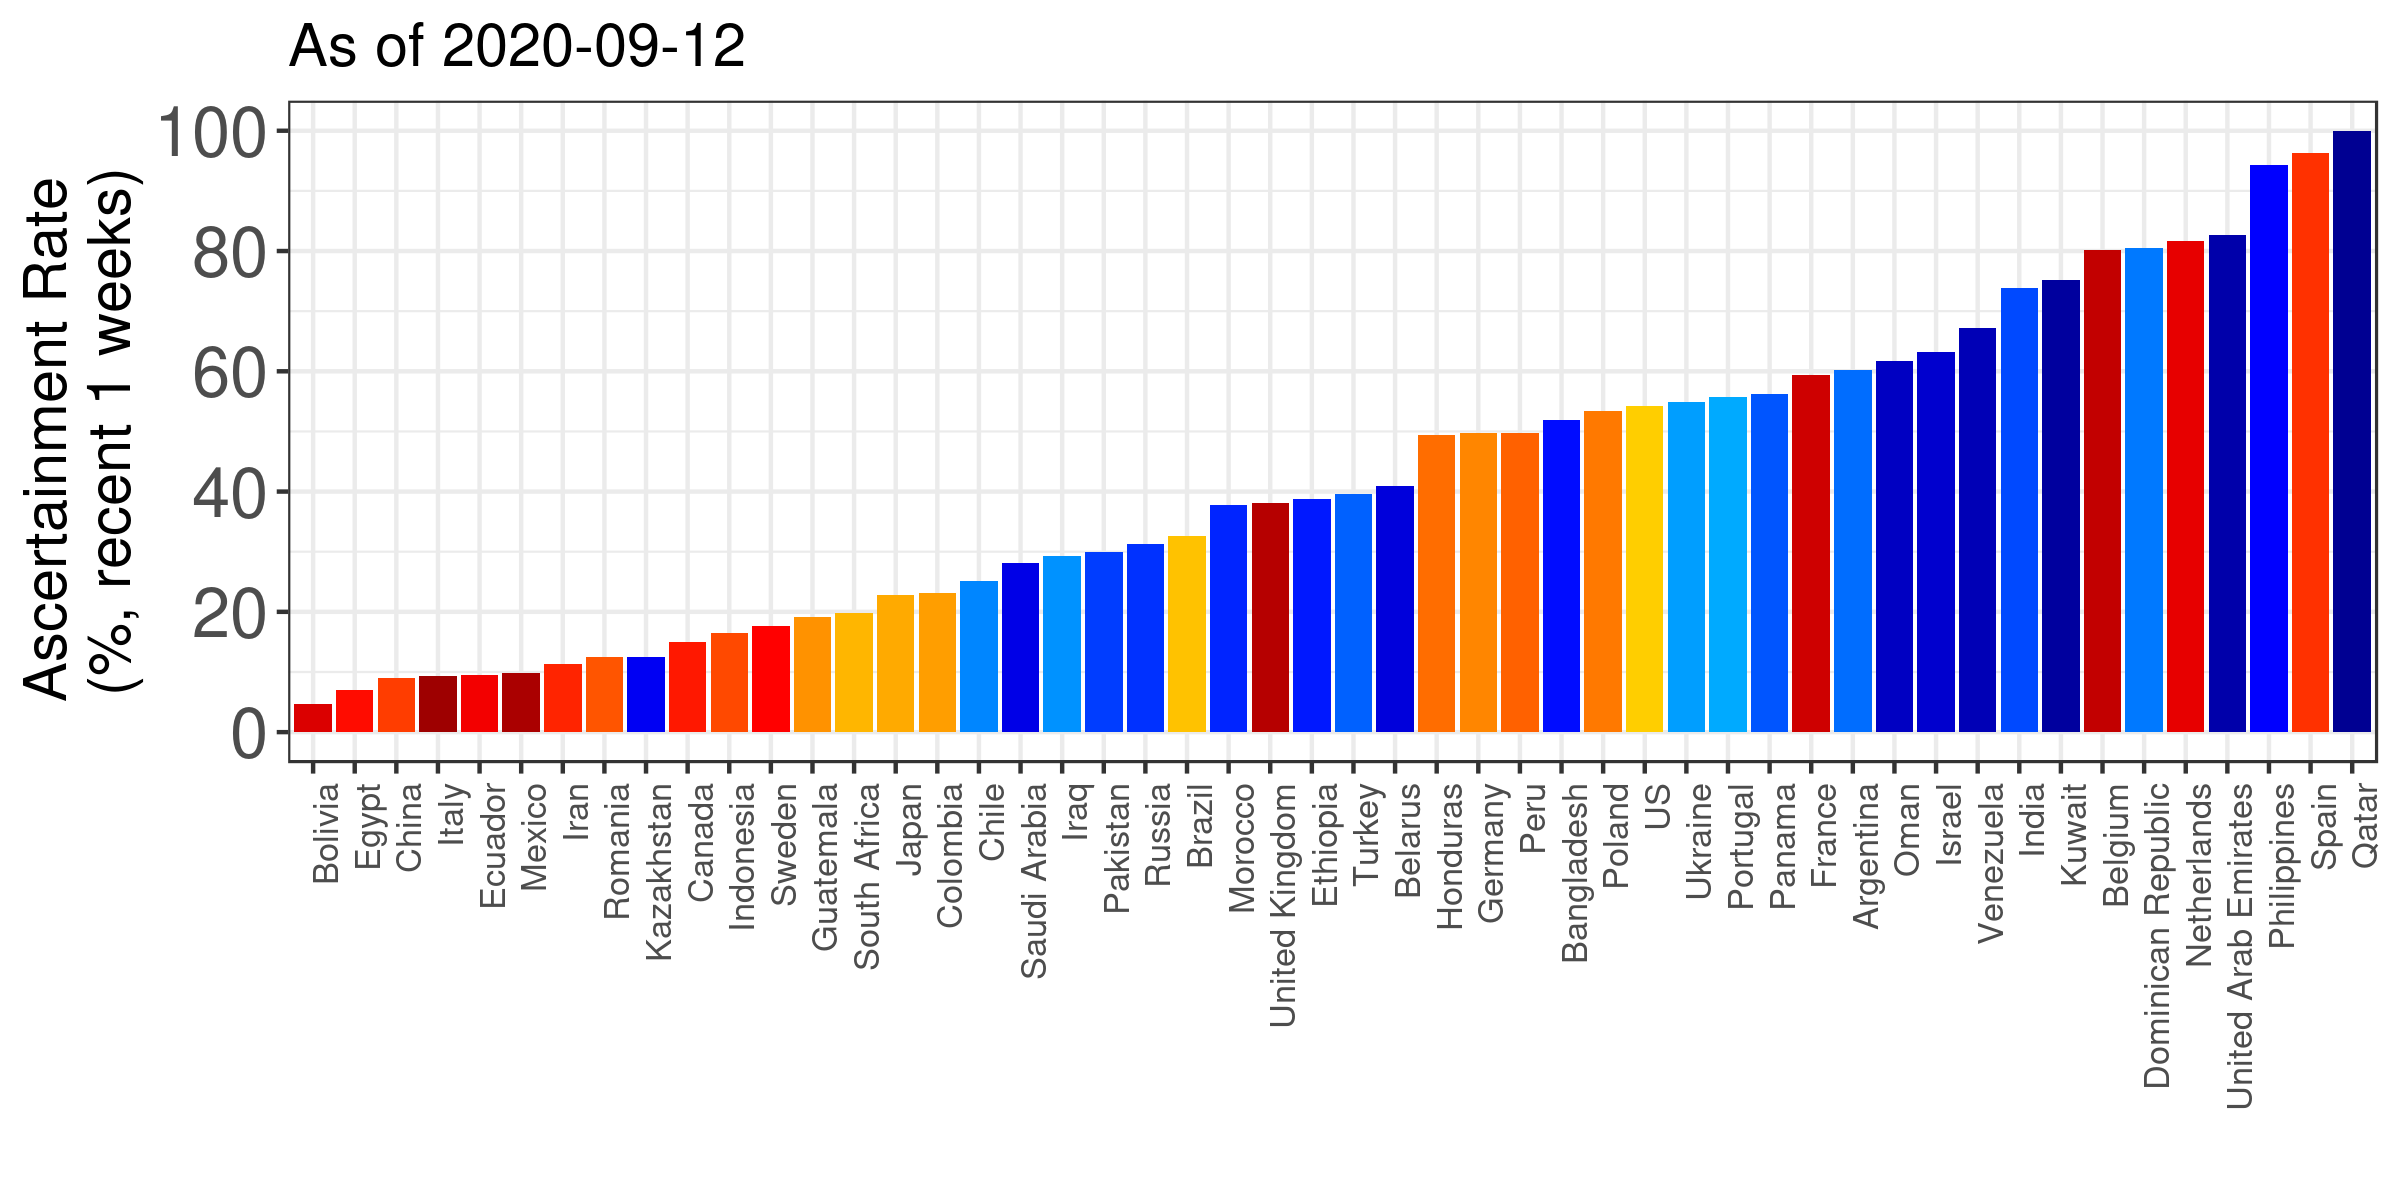 As of 2020-09-12
Ascertainment Rate
(%, recent 1 weeks)
100
80
60
40
20
0
Bolivia
Egypt
China
Italy
Ecuador
Mexico
Iran
Romania
Kazakhstan
Canada
Indonesia
Sweden
Guatemala
South Africa
Japan
Colombia
Chile
Saudi Arabia
Iraq
Pakistan
Russia
Brazil
Morocco
United Kingdom
Ethiopia
Turkey
Belarus
Honduras
Germany
Peru
Bangladesh
Poland
US
Ukraine
Portugal
Panama
France
Argentina
Oman
Israel
Venezuela
India
Kuwait
Belgium
Dominican Republic
Netherlands
United Arab Emirates
Philippines
Spain
Qatar